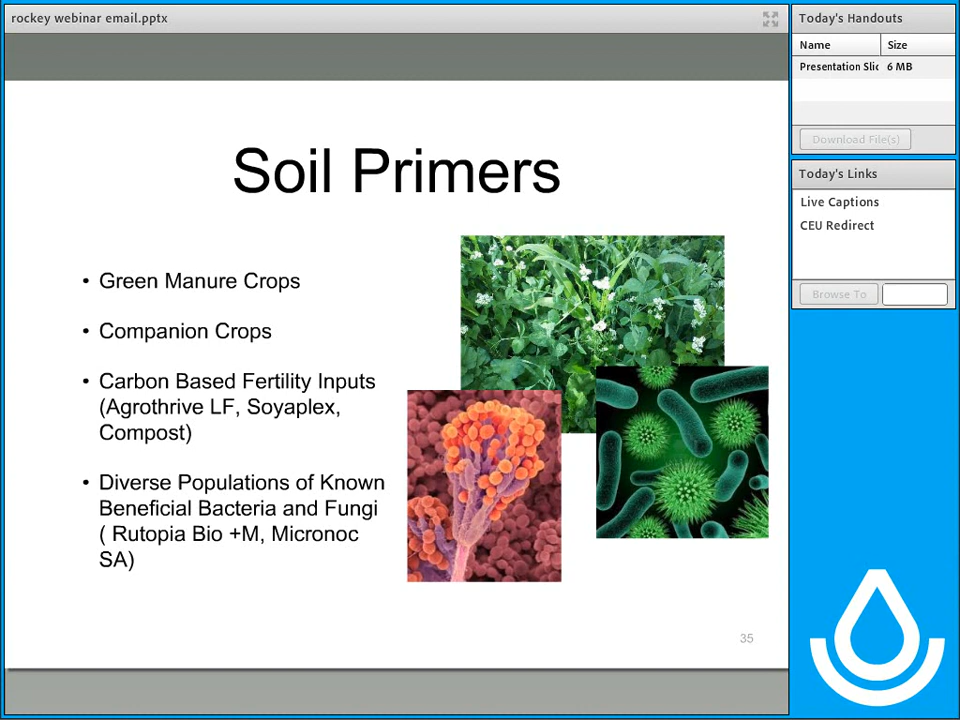 rockey webinar email.pptx
Soil Primers
• Green Manure Crops
• Companion Crops
• Carbon Based Fertility Inputs
(Agrothrive LF, Soyaplex,
Compost)
• Diverse Populations of Known
Beneficial Bacteria and Fungi
( Rutopia Bio +M, Micronoc
SA)
35
Today's Handouts
Name Size
Presentation Slic 6 MB
Download File(s)
Today's Links
Live Captions
CEU Redirect
Browse To